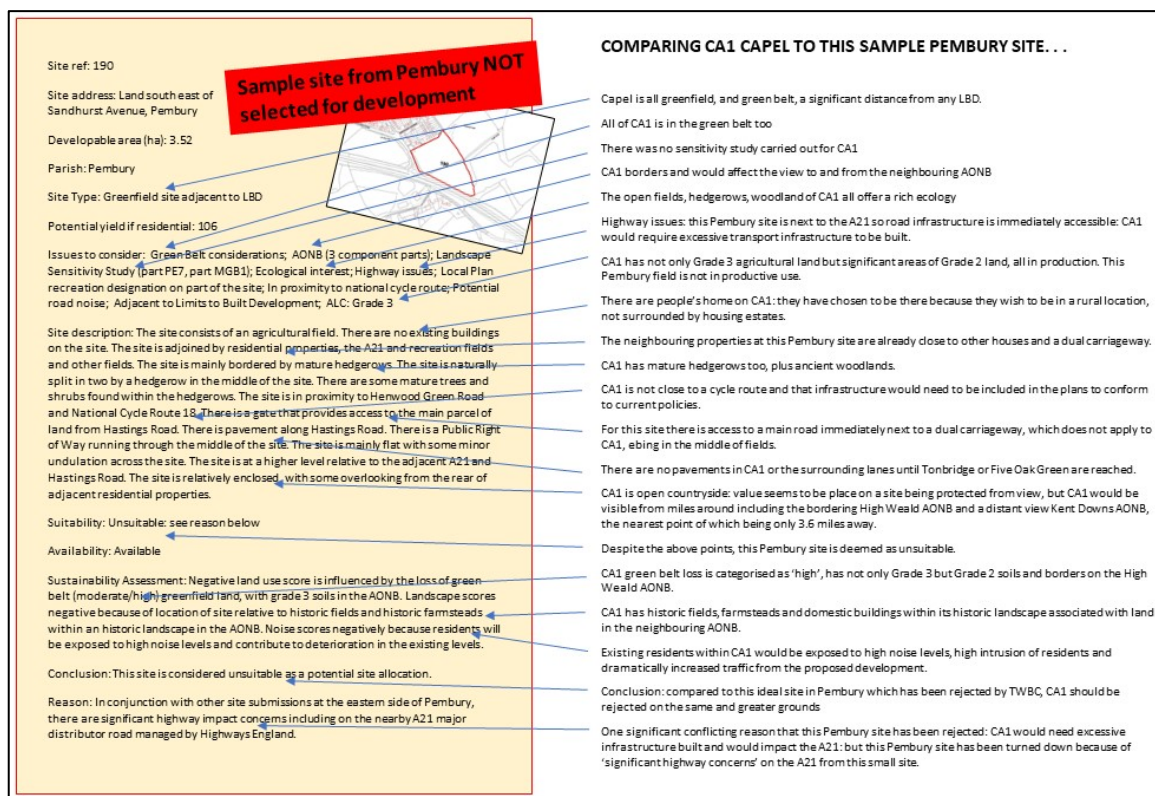 Site ref: 190
Sample site from Pembury NOT
selected for development
Site address: Land south east of
Sandhurst Avenue, Pembury
Developable area (ha): 3.52
Parish: Pembury
Site Type: Greenfield site adjacent to LBD
Potential yield if residential: 106
Issues to consider: Green Belt considerations; AONB (3 component parts); Landscape
Sensitivity Study (part PE7, part MGB1); Ecological interest; Highway issues; Local Plan
recreation designation on part of the site; In proximity to national cycle route; Potential
road noise; Adjacent to Limits to Built Development; ALC: Grade 3
Site description: The site consists of an agricultural field. There are no existing buildings
on the site. The site is adjoined by residential properties, the A21 and recreation fields
and other fields. The site is mainly bordered by mature hedgerows. The site is naturally
split in two by a hedgerow in the middle of the site. There are some mature trees and
shrubs found within the hedgerows. The site is in proximity to Henwood Green Road
and National Cycle Route 18. There is a gate that provides access to the main parcel of
land from Hastings Road. There is pavement along Hastings Road. There is a Public Right
of Way running through the middle of the site. The site is mainly flat with some minor
undulation across the site. The site is at a higher level relative to the adjacent A21 and
Hastings Road. The site is relatively enclosed, with some overlooking from the rear of
adjacent residential properties.
Suitability: Unsuitable: see reason below
Availability: Available
Sustainability Assessment: Negative land use score is influenced by the loss of green
belt (moderate/high) greenfield land, with grade 3 soils in the AONB. Landscape scores
negative because of location of site relative to historic fields and historic farmsteads
within an historic landscape in the AONB. Noise scores negatively because residents will
be exposed to high noise levels and contribute to deterioration in the existing levels.
Conclusion: This site is considered unsuitable as a potential site allocation.
Reason: In conjunction with other site submissions at the eastern side of Pembury,
there are significant highway impact concerns including on the nearby A21 major
distributor road managed by Highways England.
COMPARING CA1 CAPEL TO THIS SAMPLE PEMBURY SITE. . .
Capel is all greenfield, and green belt, a significant distance from any LBD.
All of CA1 is in the green belt too
There was no sensitivity study carried out for CA1
CA1 borders and would affect the view to and from the neighbouring AONB
The open fields, hedgerows, woodland of CA1 all offer a rich ecology
Highway issues: this Pembury site is next to the A21 so road infrastructure is immediately accessible: CA1
would require excessive transport infrastructure to be built.
CA1 has not only Grade 3 agricultural land but significant areas of Grade 2 land, all in production. This
Pembury field is not in productive use.
There are people's home on CA1: they have chosen to be there because they wish to be in a rural location,
not surrounded by housing estates.
The neighbouring properties at this Pembury site are already close to other houses and a dual carriageway.
CA1 has mature hedgerows too, plus ancient woodlands.
CA1 is not close to a cycle route and that infrastructure would need to be included in the plans to conform
to current policies.
For this site there is access to a main road immediately next to a dual carriageway, which does not apply to
CA1, ebing in the middle of fields.
There are no pavements in CA1 or the surrounding lanes until Tonbridge or Five Oak Green are reached.
CA1 is open countryside: value seems to be place on a site being protected from view, but CA1 would be
visible from miles around including the bordering High Weald AONB and a distant view Kent Downs AONB,
the nearest point of which being only 3.6 miles away.
Despite the above points, this Pembury site is deemed as unsuitable.
CA1 green belt loss is categorised as 'high', has not only Grade 3 but Grade 2 soils and borders on the High
Weald AONB.
CA1 has historic fields, farmsteads and domestic buildings within its historic landscape associated with land
in the neighbouring AONB.
Existing residents within CA1 would be exposed to high noise levels, high intrusion of residents and
dramatically increased traffic from the proposed development.
Conclusion: compared to this ideal site in Pembury which has been rejected by TWBC, CA1 should be
rejected on the same and greater grounds
One significant conflicting reason that this Pembury site has been rejected: CA1 would need excessive
infrastructure built and would impact the A21: but this Pembury site has been turned down because of
'significant highway concerns' on the A21 from this small site.